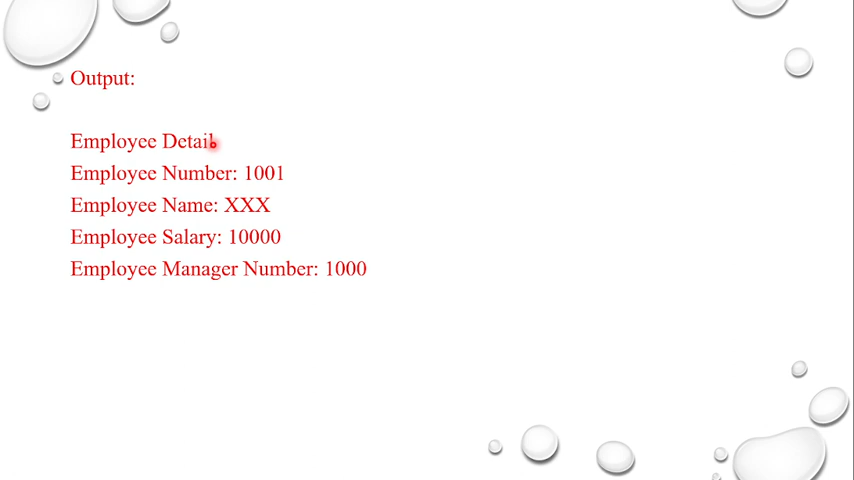 Output:
Employee Detail
Employee Number: 1001
Employee Name: XXX
Employee Salary: 10000
Employee Manager Number: 1000